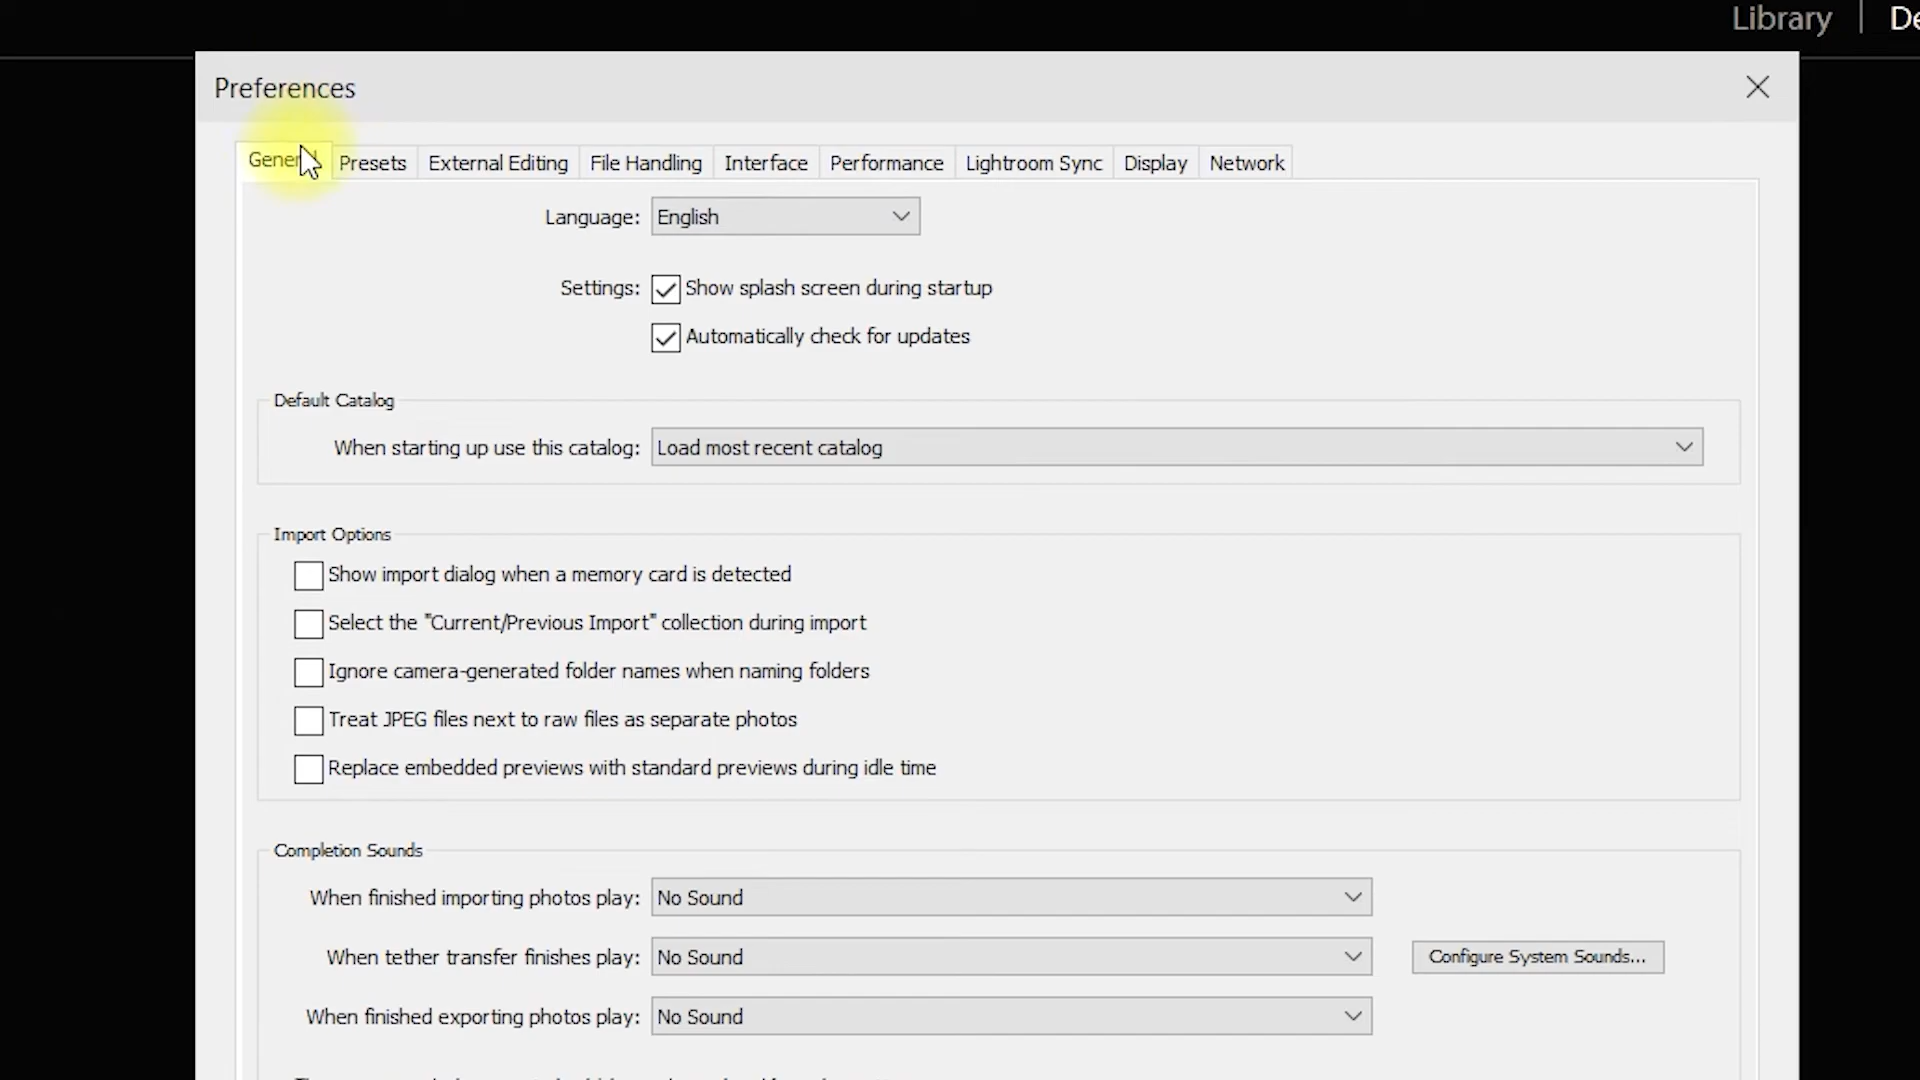 Library | De
Preferences
General Presets External Editing File Handling Interface Performance Lightroom Sync Display Network
Language: English
Settings: Show splash screen during startup
Automatically check for updates
Default Catalog
When starting up use this catalog: Load most recent catalog
Import Options
Show import dialog when a memory card is detected
Select the "Current/Previous Import" collection during import
Ignore camera-generated folder names when naming folders
Treat JPEG files next to raw files as separate photos
Replace embedded previews with standard previews during idle time
Completion Sounds
When finished importing photos play: No Sound
When tether transfer finishes play: No Sound Configure System Sounds...
When finished exporting photos play: No Sound